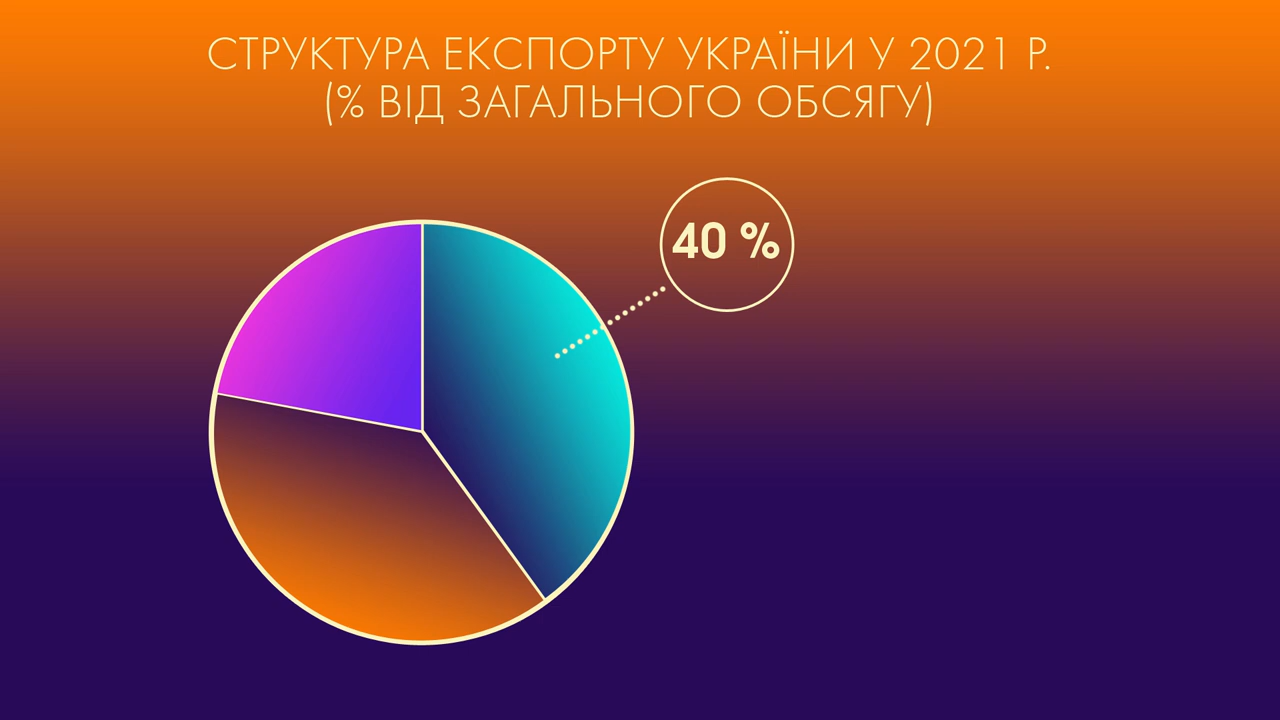 СТРУКТУРА ЕКСПОРТУ УКРАЇНИ У 2021 Р.
(% ВІД ЗАГАЛЬНОГО ОБСЯГУ)
40 %